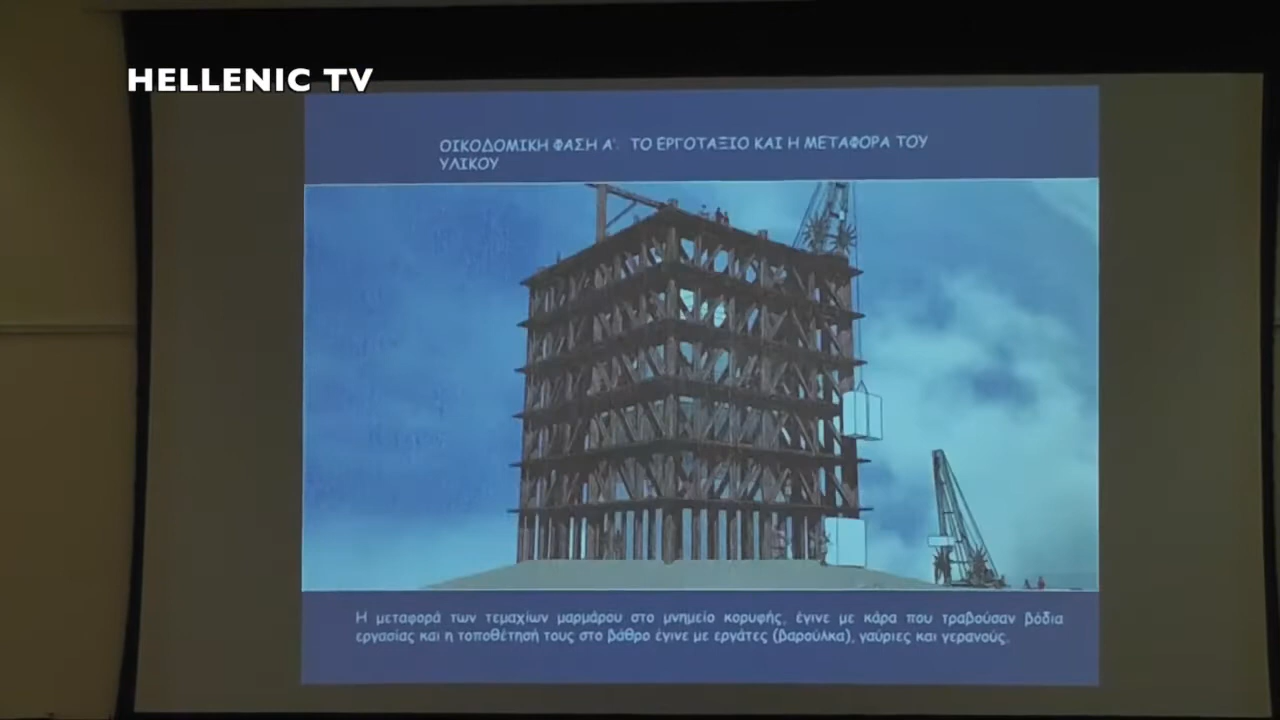 HELLENIC TV
ΟΙΚΟΔΟΜΙΚΗ ΦΑΣΗ Α': ΤΟ ΕΡΓΟΤΑΞΙΟ ΚΑΙ Η ΜΕΤΑΦΟΡΑ ΤΟΥ
ΥΛΙΚΟΥ
Η μεταφορά των τεμαχίων μαρμάρου στο μνημείο κορυφής, έγινε με κάρα που τραβούσαν βόδια
εργασίας και η τοποθέτησή τους στο βάθρο έγινε με εργάτες (βαρούλκα), γαύριες και γερανούς.